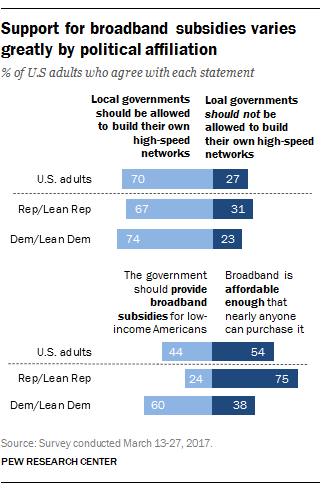 Support for broadband subsidies varies
greatly by political affiliation
% of U.S adults who agree with each statement
Local governments
should be allowed
to build their own
high-speed
networks
Loal governments
should not be
allowed to build
their own high-speed
networks
U.S. adults 70 27
Rep/Lean Rep 67 31
Dem/Lean Dem 74 23
The government
should provide
broadband
subsidies for low-
income Americans
Broadband is
affordable
enough that
nearly anyone
can purchase it
U.S. adults 44 54
Rep/Lean Rep 24 75
Dem/Lean Dem 60 38
Source: Survey conducted March 13-27, 2017.
PEW RESEARCH CENTER